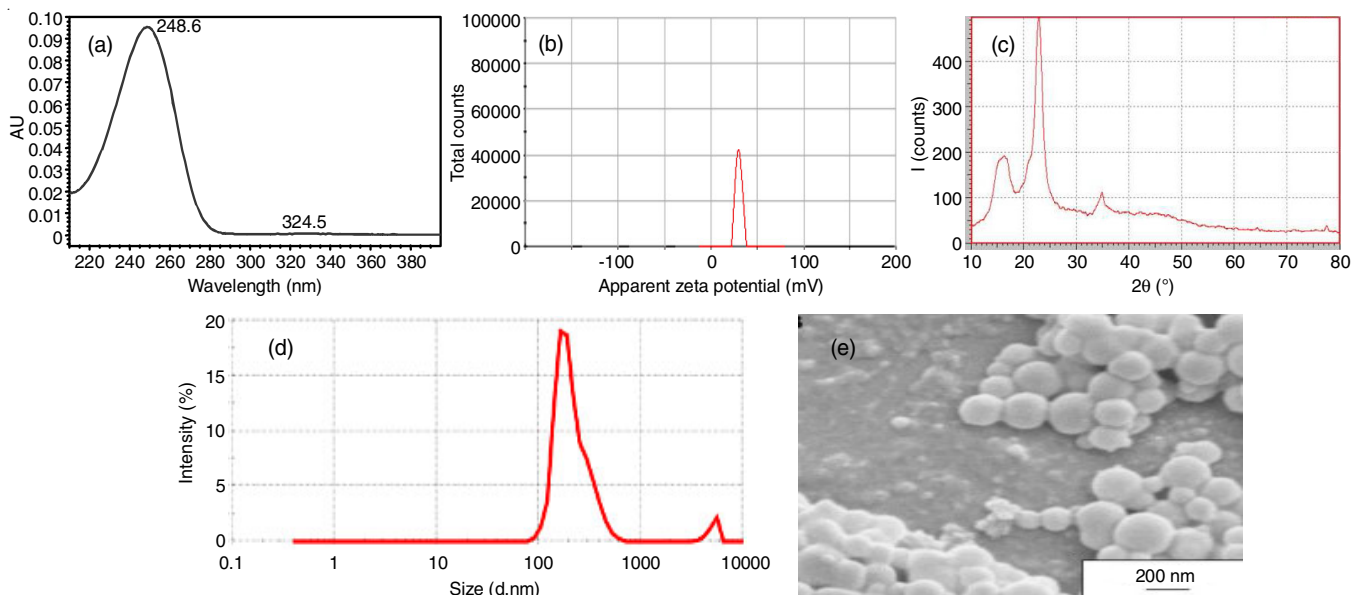 (a)
248.6
324.5
0.10
0.09
0.08
0.07
0.06
0.05
0.04
0.03
0.02
0.01
0
AU
220 240 260 280 300 320 340 360 380
Wavelength (nm)
(b)
100000
80000
60000
40000
20000
0
Total counts
-100 0 100 200
Apparent zeta potential (mV)
(c)
400
300
200
100
0
I (counts)
10 20 30 40 50 60 70 80
2θ (°)
(d)
20
15
10
5
0
Intensity (%)
0.1 1 10 100 1000 10000
Size (d.nm)
(e)
200 nm